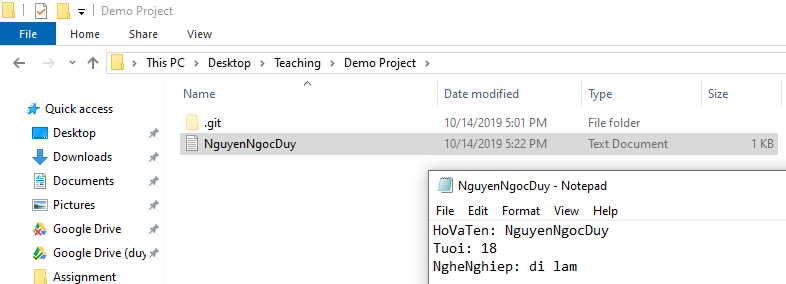 Demo Project
File Home Share View
This PC Desktop Teaching Demo Project
Name Date modified Type Size
Quick access
.git 10/14/2019 5:01 PM File folder
Desktop
NguyenNgocDuy 10/14/2019 5:22 PM Text Document 1 KB
Downloads
Documents
NguyenNgocDuy - Notepad
Pictures
File Edit Format View Help
Google Drive
HoVaTen: NguyenNgocDuy
Tuoi: 18
Google Drive (duy
NgheNghiep: di lam
Assignment